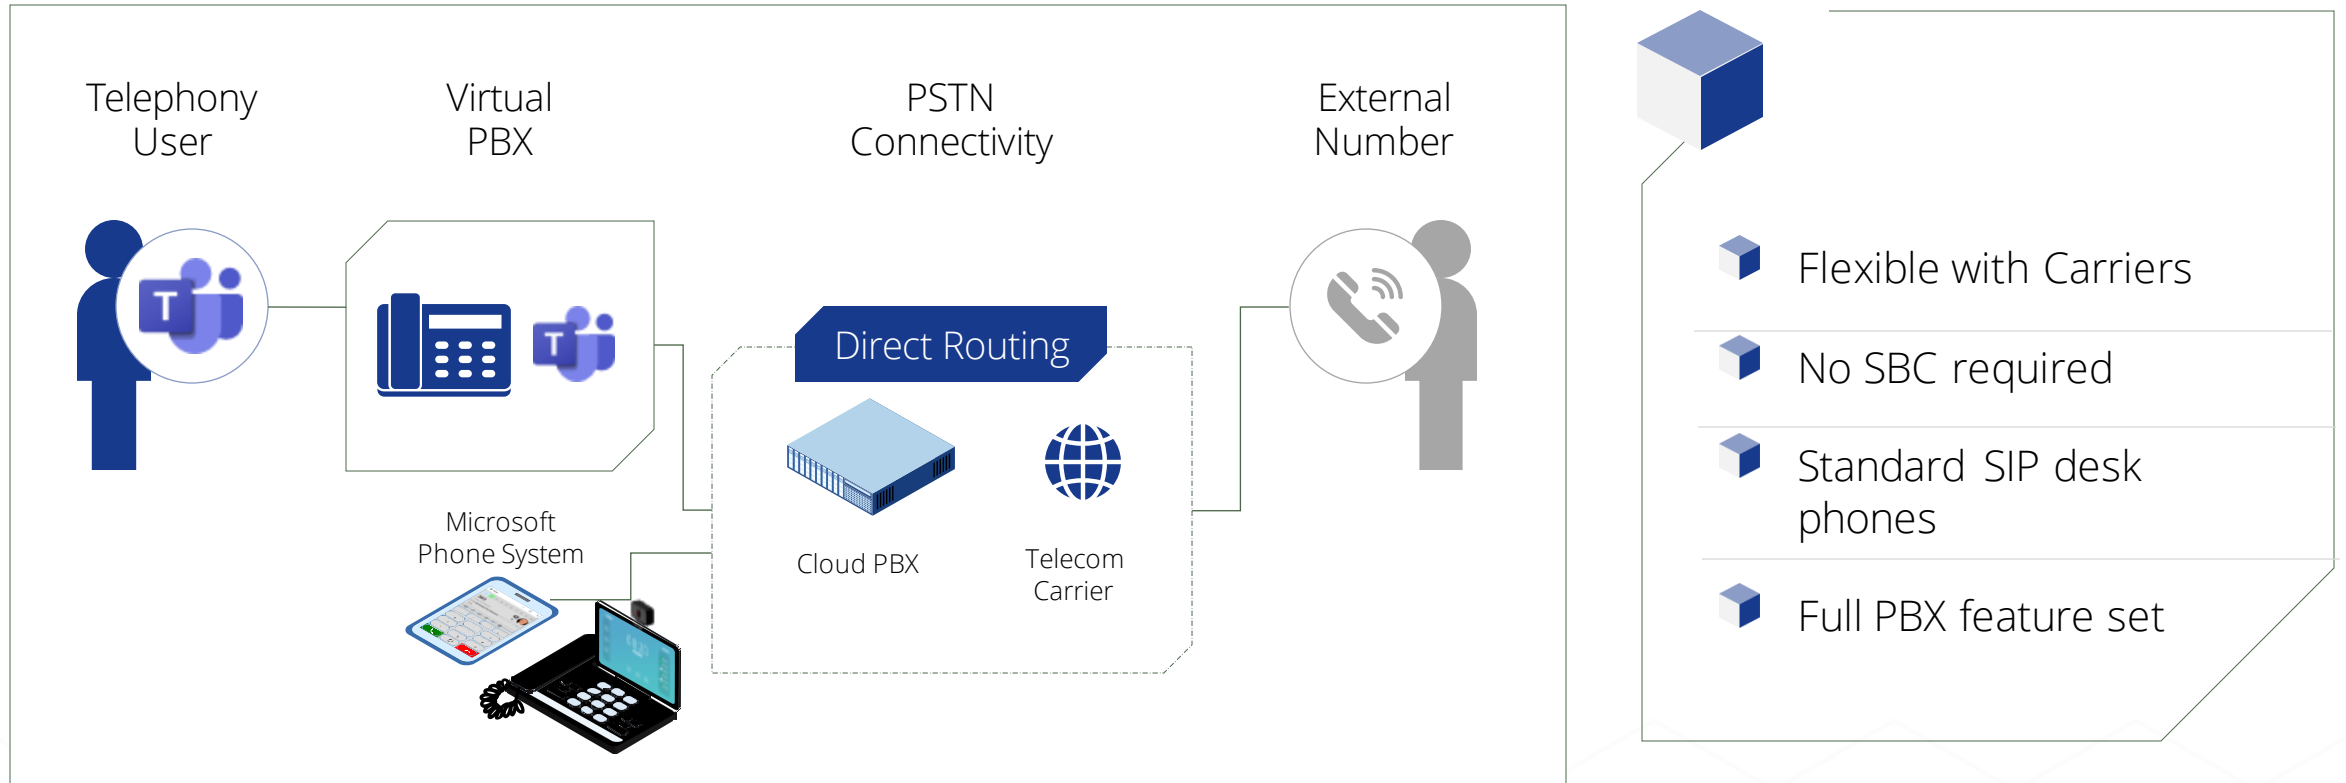 Telephony
User
Virtual
PBX
PSTN
Connectivity
External
Number
T
T
Direct Routing
Cloud PBX
Telecom
Carrier
Microsoft
Phone System
Flexible with Carriers
No SBC required
Standard SIP desk
phones
Full PBX feature set